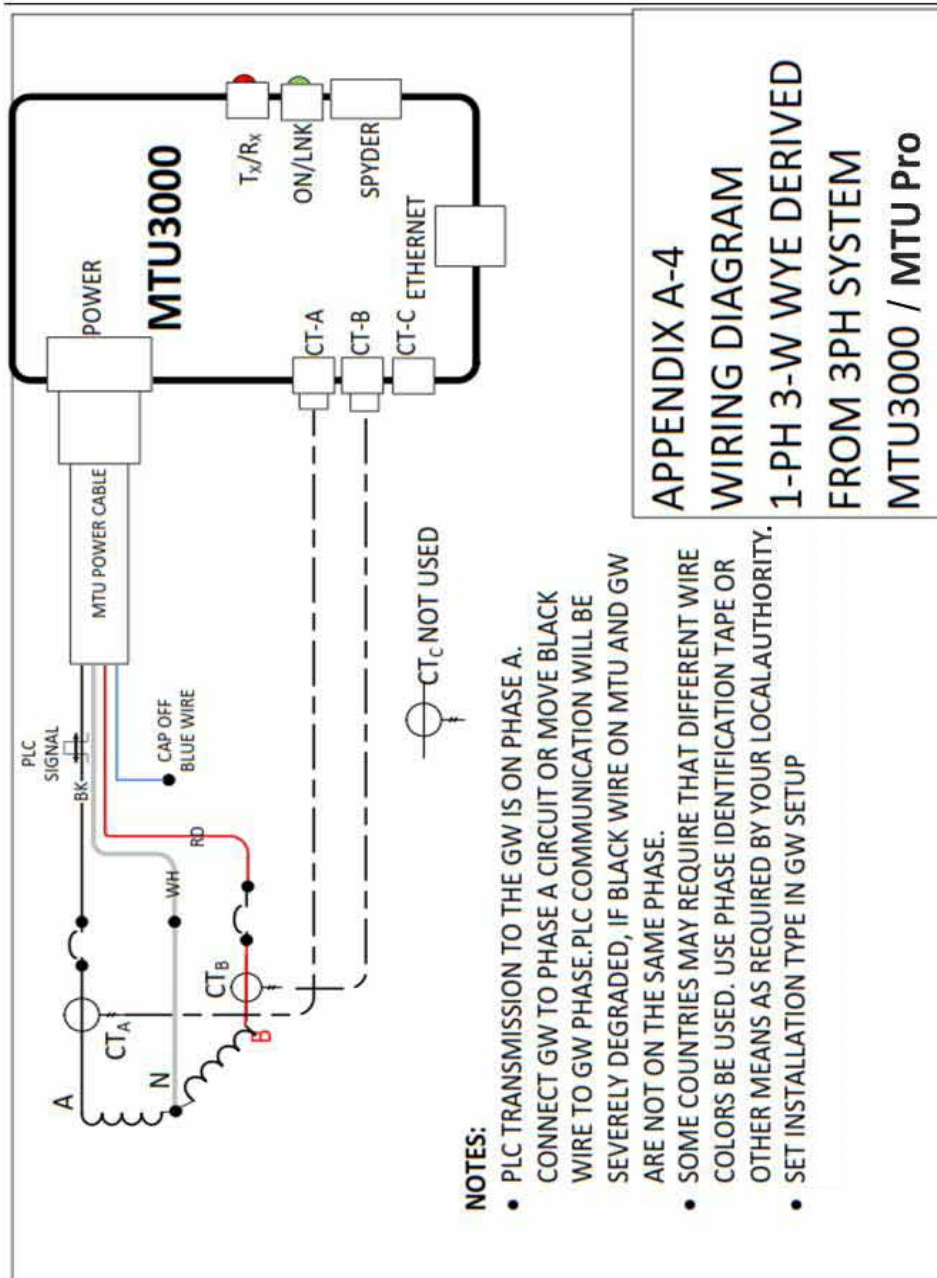 POWER
MTU3000
Tx/Rx
ON/LNK
SPYDER
ETHERNET
CT-A
CT-B
CT-C
MTU POWER CABLE
PLC
SIGNAL
BK
CAP OFF
BLUE WIRE
RD
WH
A
N
B
CTA
CTB
CTC NOT USED
NOTES:
• PLC TRANSMISSION TO THE GW IS ON PHASE A.
CONNECT GW TO PHASE A CIRCUIT OR MOVE BLACK
WIRE TO GW PHASE.PLC COMMUNICATION WILL BE
SEVERELY DEGRADED, IF BLACK WIRE ON MTU AND GW
ARE NOT ON THE SAME PHASE.
• SOME COUNTRIES MAY REQUIRE THAT DIFFERENT WIRE
COLORS BE USED. USE PHASE IDENTIFICATION TAPE OR
OTHER MEANS AS REQUIRED BY YOUR LOCALAUTHORITY.
• SET INSTALLATION TYPE IN GW SETUP
APPENDIX A-4
WIRING DIAGRAM
1-PH 3-W WYE DERIVED
FROM 3PH SYSTEM
MTU3000 / MTU Pro